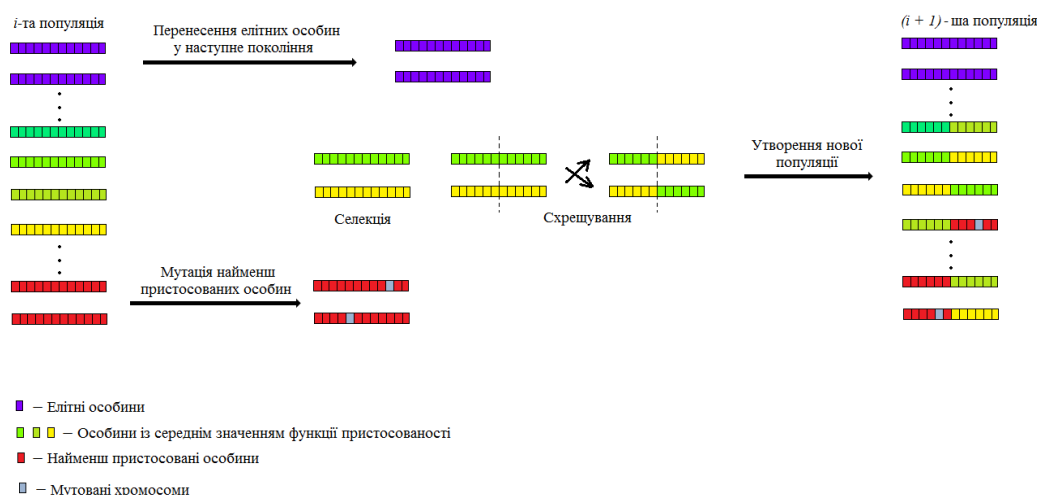 i-та популяція
Перенесення елітних особин
у наступне покоління
(i + 1) - ша популяція
Утворення нової
популяції
Селекція
Схрещування
Мутація найменш
пристосованих особин
– Елітні особини
– Особини із середнім значенням функції пристосованості
– Найменш пристосовані особини
– Мутовані хромосоми